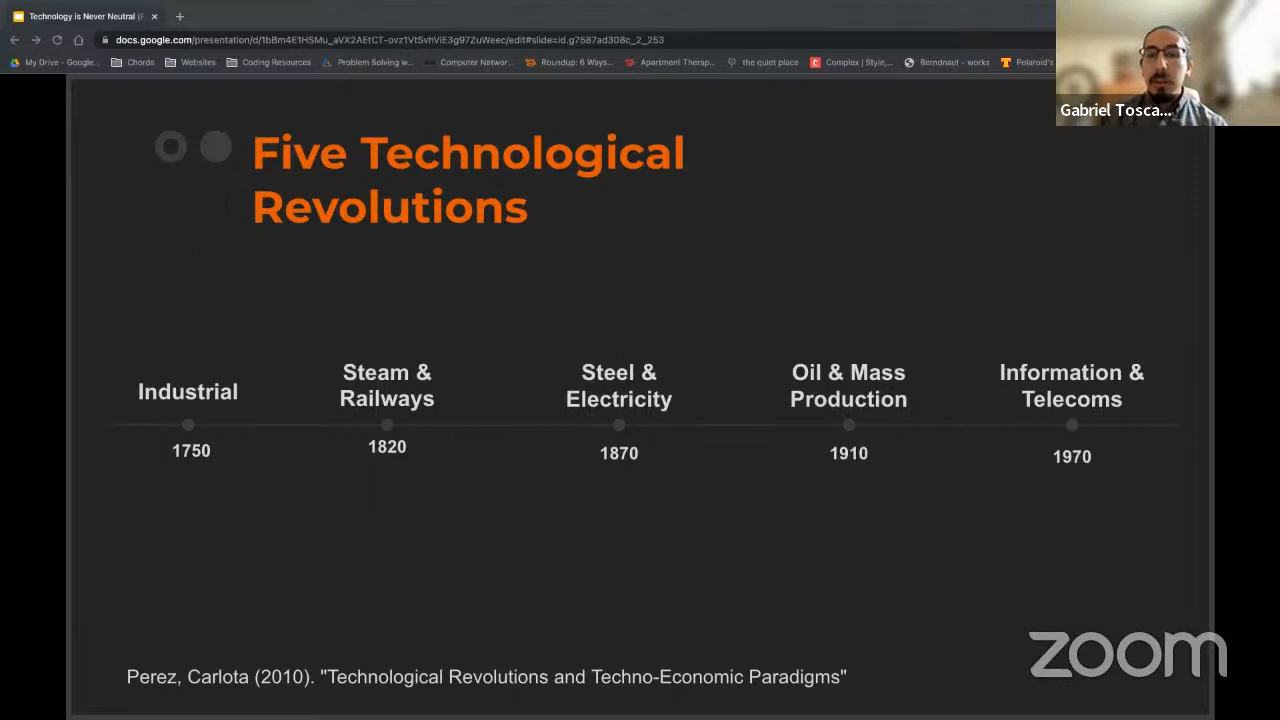 Technology is Never Neutral (F
docs.google.com/presentation/d/1bBm4E1HSMu_aVX2AEtCT-ovz1VtSvhViE3g97ZuWeec/edit#slide=id.g7587ad308c_2_253
My Drive - Google... Chords Websites Coding Resources Problem Solving w... Computer Networ... Roundup: 6 Ways... Apartment Therap... the quiet place Complex | Style,... Berndnaut - works Polaroid's
Gabriel Tosca...
Five Technological
Revolutions
Industrial
1750
Steam &
Railways
1820
Steel &
Electricity
1870
Oil & Mass
Production
1910
Information &
Telecoms
1970
Perez, Carlota (2010). "Technological Revolutions and Techno-Economic Paradigms"
zoom